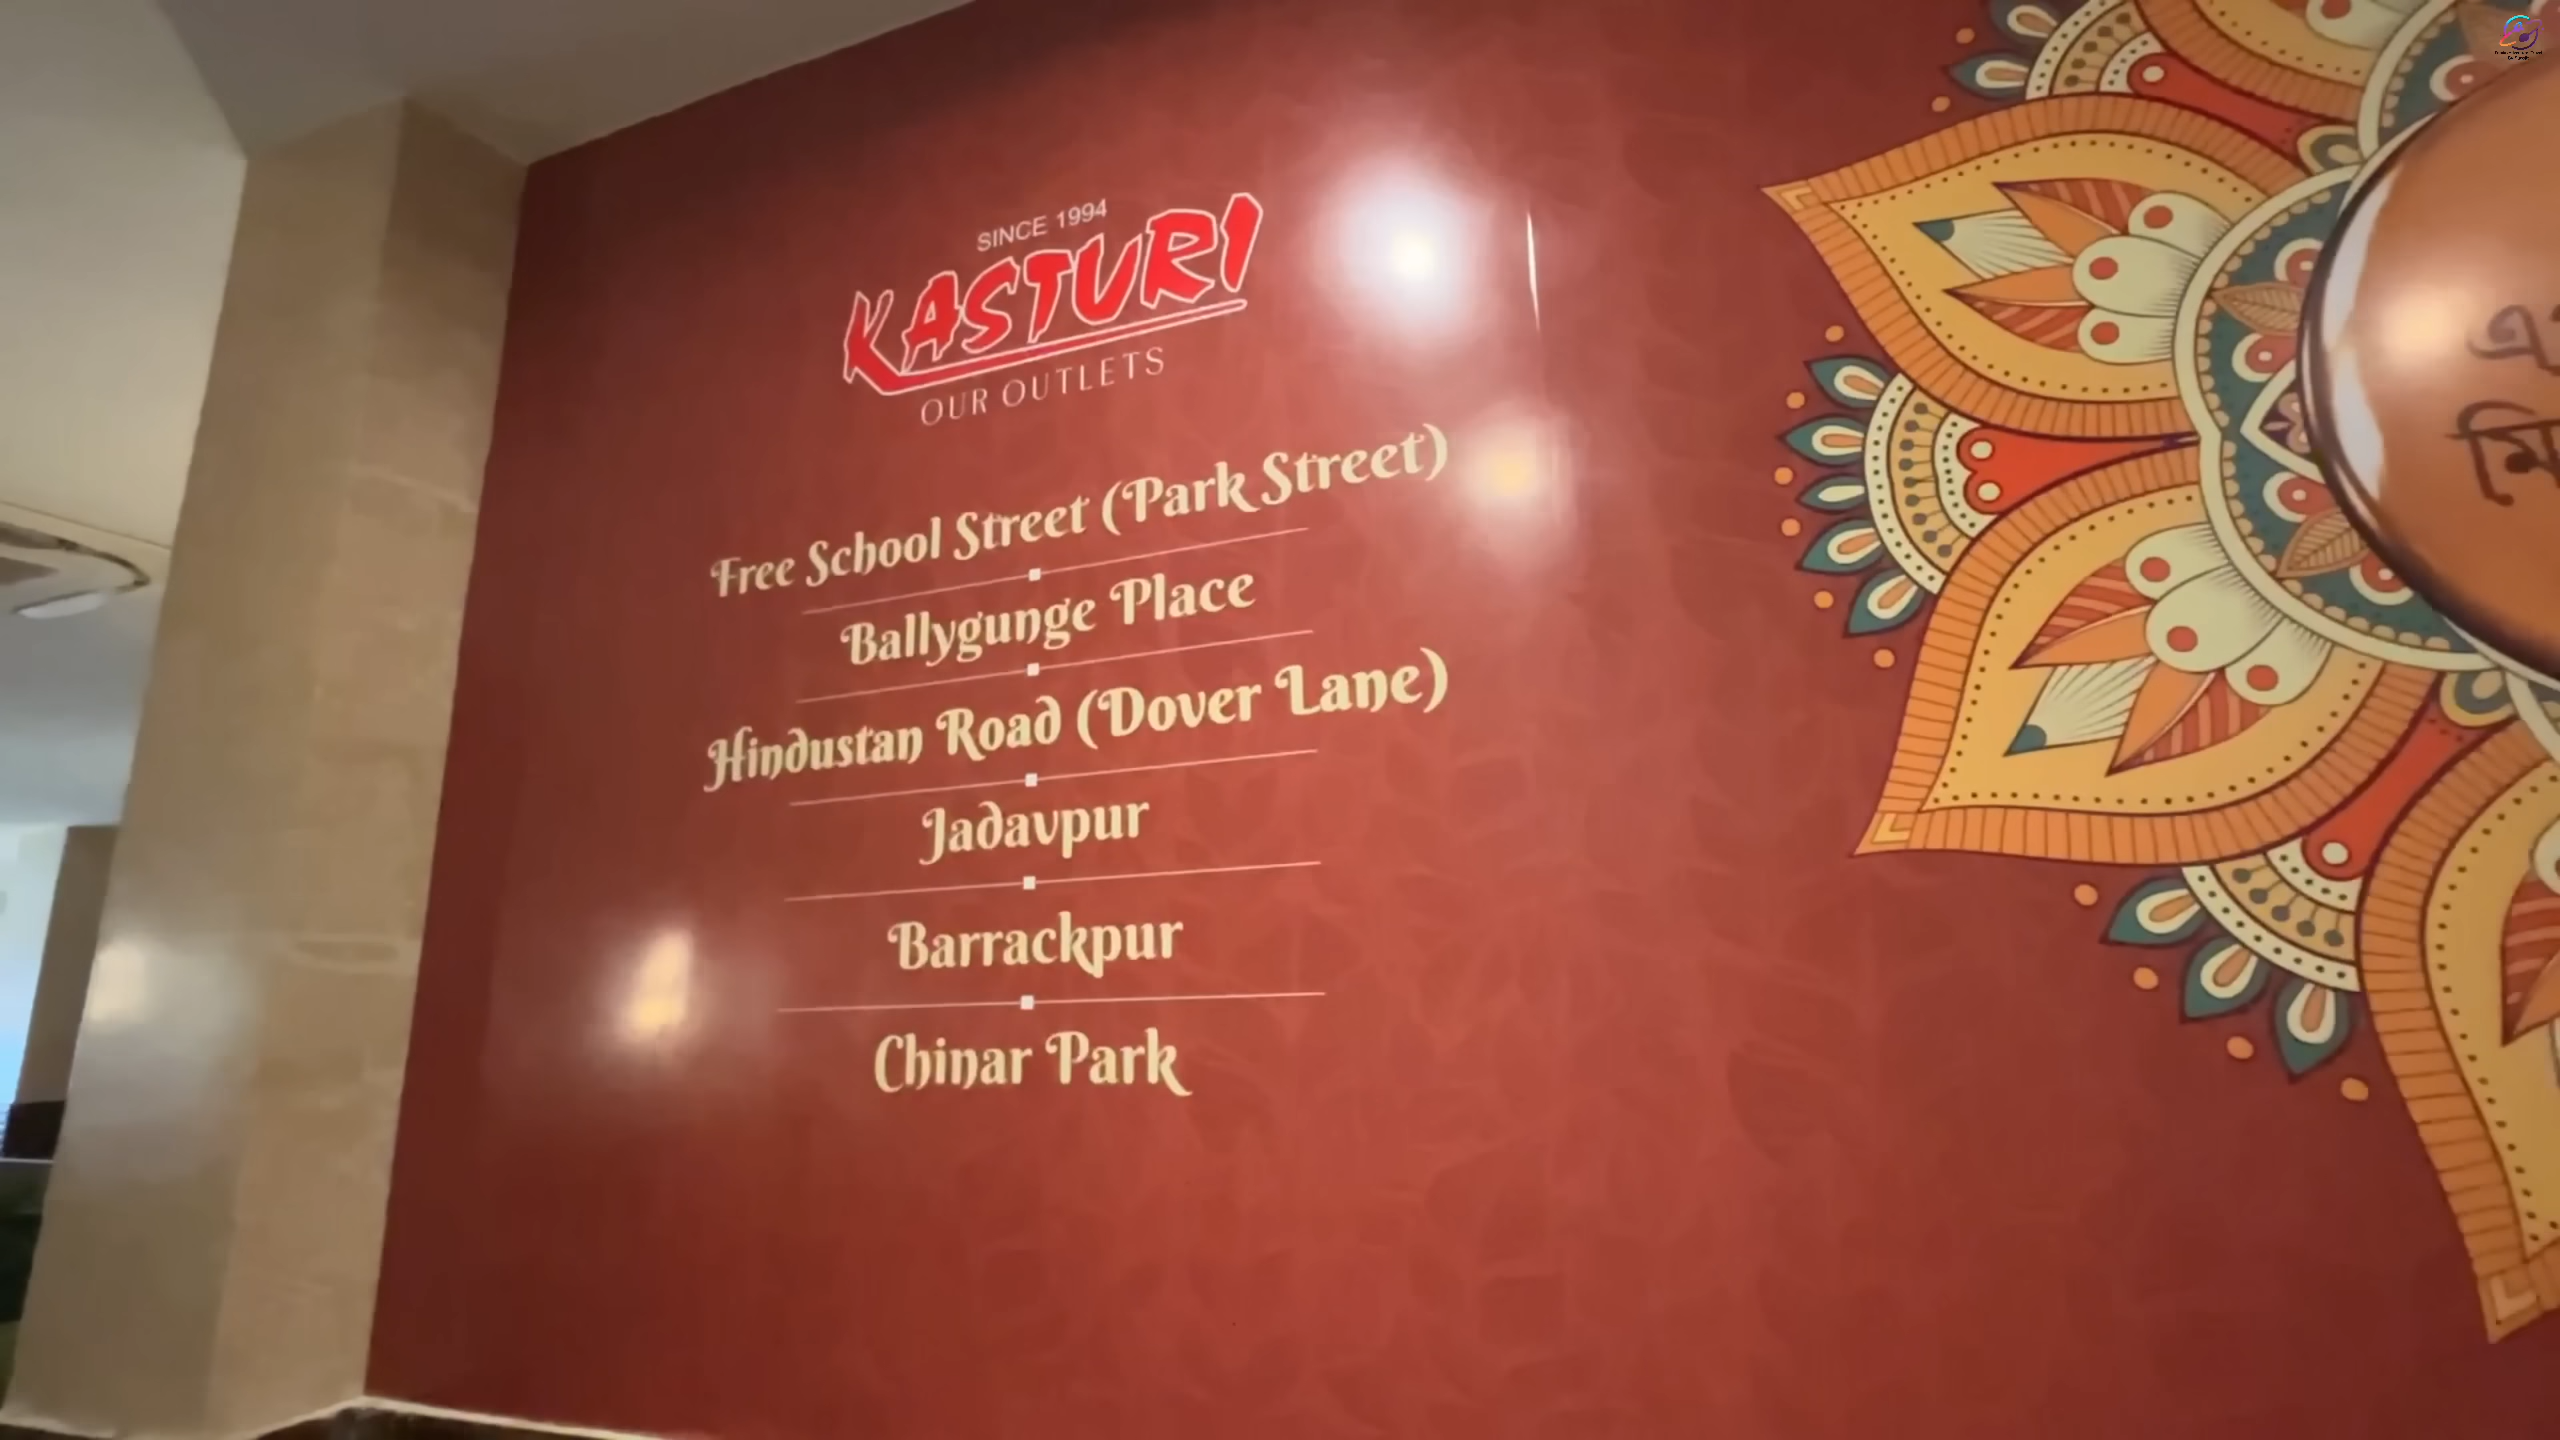 SINCE 1994
KASTURI
OUR OUTLETS
Free School Street (Park Street)
Ballygunge Place
Hindustan Road (Dover Lane)
Jadavpur
Barrackpur
Chinar Park